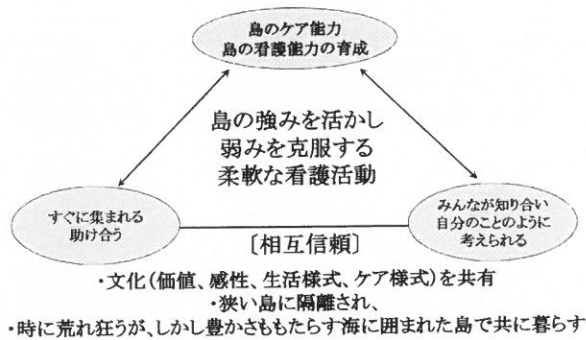 島のケア能力
島の看護能力の育成
島の強みを活かし
弱みを克服する
柔軟な看護活動
すぐに集まれる
助け合う
みんなが知り合い
自分のことのように
考えられる
〔相互信頼〕
・文化(価値、感性、生活様式、ケア様式)を共有
・狭い島に隔離され、
・時に荒れ狂うが、しかし豊かさももたらす海に囲まれた島で共に暮らす